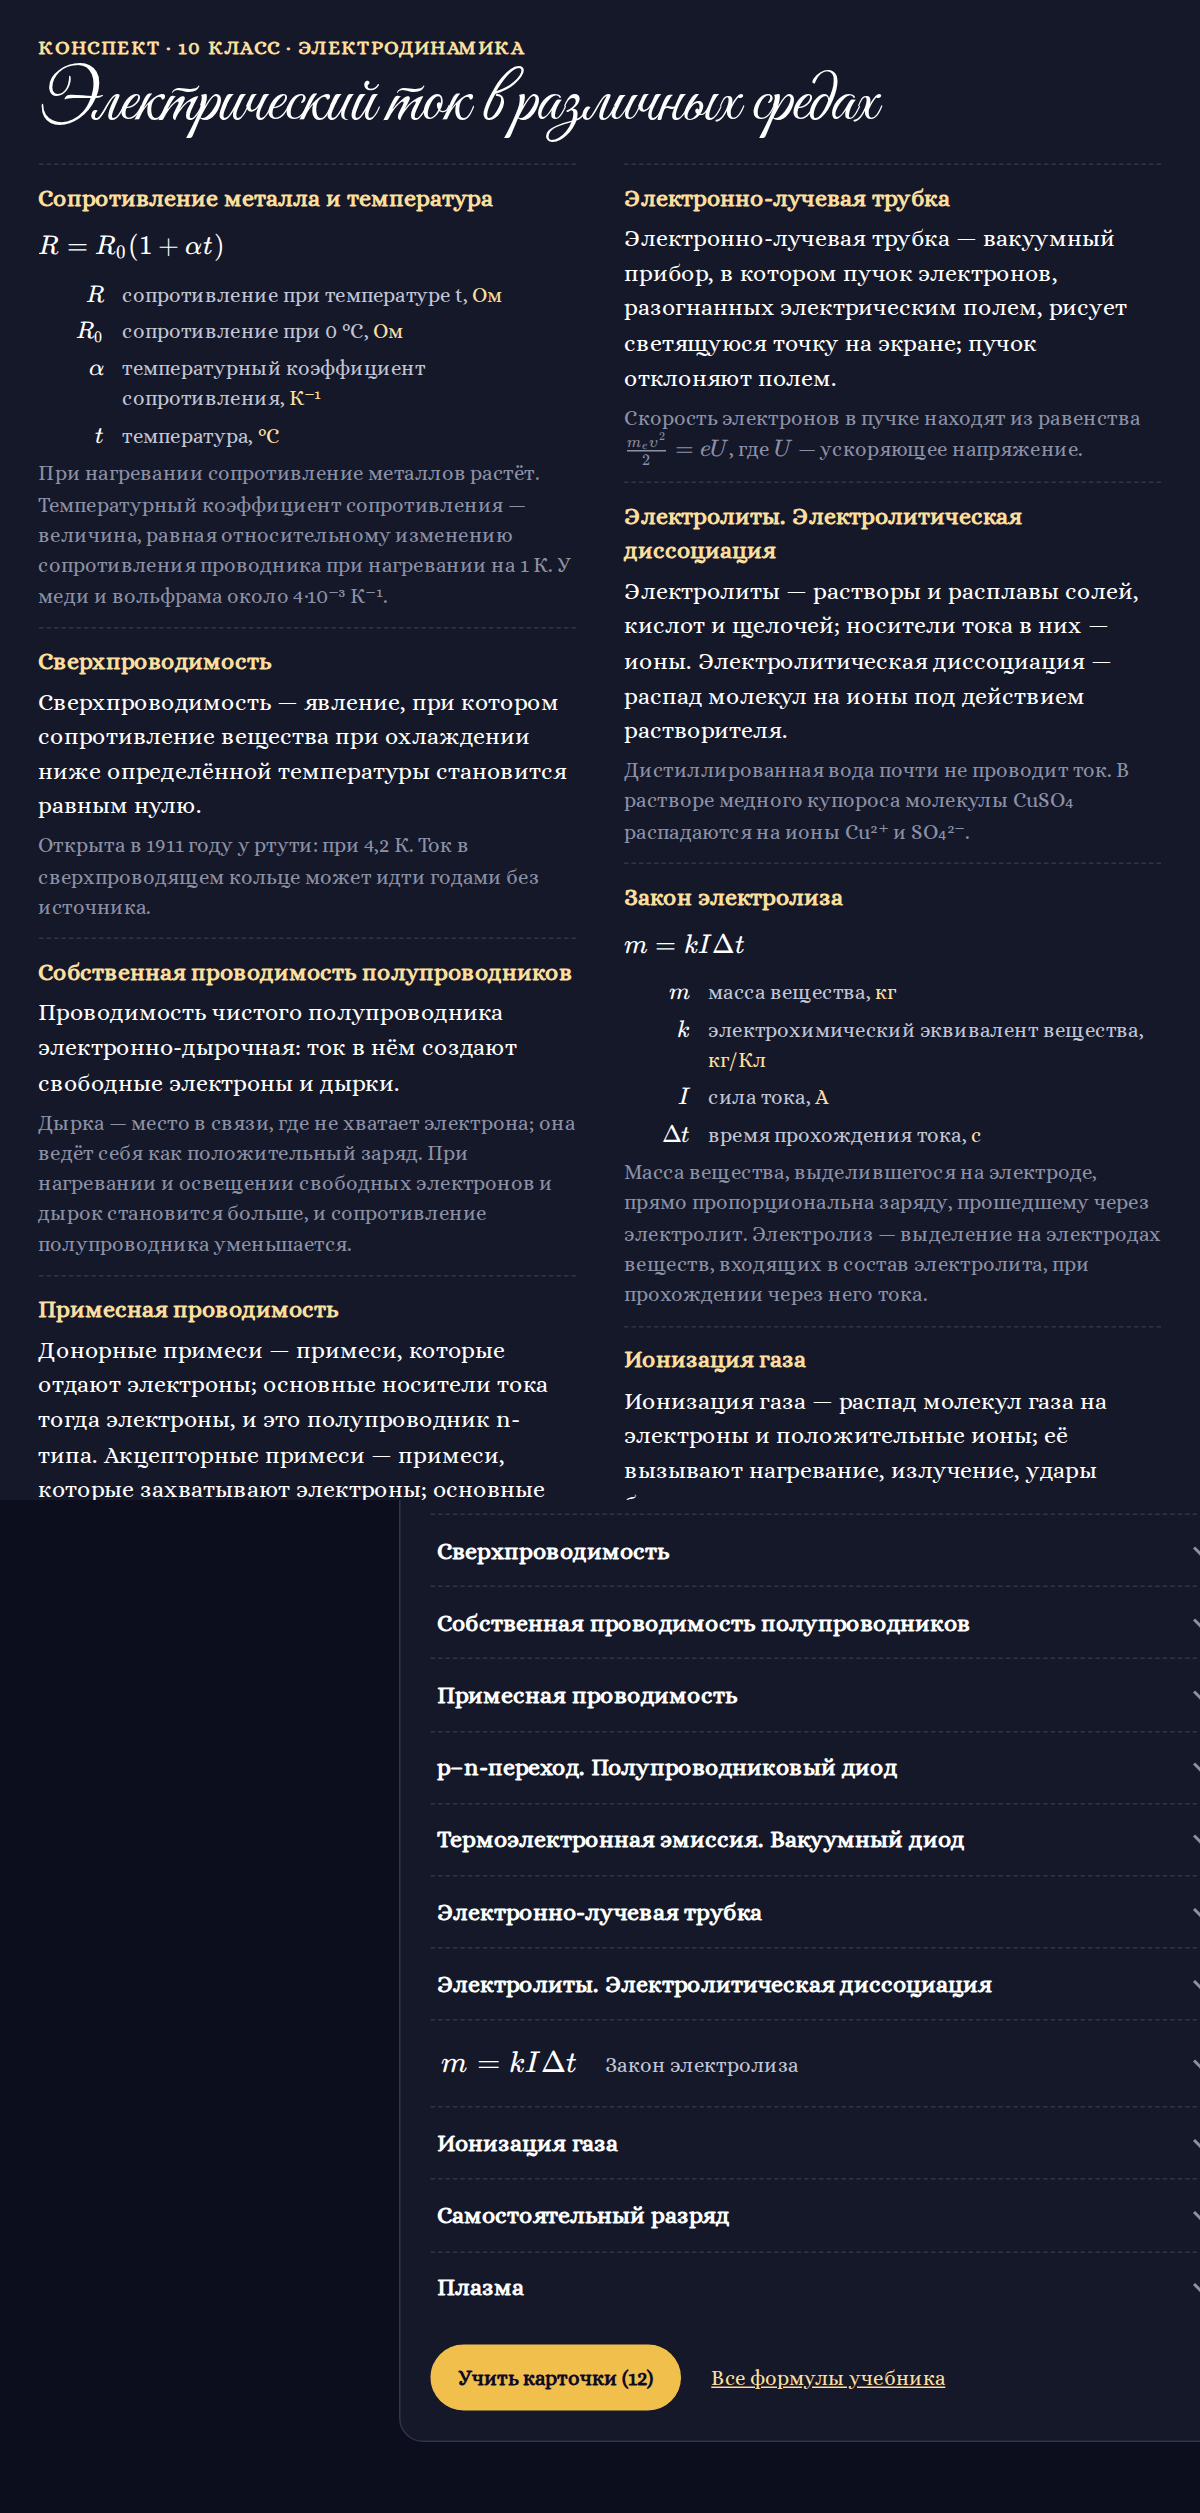 КОНСПЕКТ · 10 КЛАСС · ЭЛЕКТРОДИНАМИКА
Электрический ток в различных средах
Сопротивление металла и температура
R = R₀(1 + αt)
R сопротивление при температуре t, Ом
R₀ сопротивление при 0 °C, Ом
α температурный коэффициент
сопротивления, К⁻¹
t температура, °C
При нагревании сопротивление металлов растёт.
Температурный коэффициент сопротивления —
величина, равная относительному изменению
сопротивления проводника при нагревании на 1 К. У
меди и вольфрама около 4·10⁻³ К⁻¹.
Сверхпроводимость
Сверхпроводимость — явление, при котором
сопротивление вещества при охлаждении
ниже определённой температуры становится
равным нулю.
Открыта в 1911 году у ртути: при 4,2 К. Ток в
сверхпроводящем кольце может идти годами без
источника.
Собственная проводимость полупроводников
Проводимость чистого полупроводника
электронно-дырочная: ток в нём создают
свободные электроны и дырки.
Дырка — место в связи, где не хватает электрона; она
ведёт себя как положительный заряд. При
нагревании и освещении свободных электронов и
дырок становится больше, и сопротивление
полупроводника уменьшается.
Примесная проводимость
Донорные примеси — примеси, которые
отдают электроны; основные носители тока
тогда электроны, и это полупроводник n-
типа. Акцепторные примеси — примеси,
которые захватывают электроны; основные
Электронно-лучевая трубка
Электронно-лучевая трубка — вакуумный
прибор, в котором пучок электронов,
разогнанных электрическим полем, рисует
светящуюся точку на экране; пучок
отклоняют полем.
Скорость электронов в пучке находят из равенства
mₑυ²/2 = eU, где U — ускоряющее напряжение.
Электролиты. Электролитическая
диссоциация
Электролиты — растворы и расплавы солей,
кислот и щелочей; носители тока в них —
ионы. Электролитическая диссоциация —
распад молекул на ионы под действием
растворителя.
Дистиллированная вода почти не проводит ток. В
растворе медного купороса молекулы CuSO₄
распадаются на ионы Cu²⁺ и SO₄²⁻.
Закон электролиза
m = kIΔt
m масса вещества, кг
k электрохимический эквивалент вещества,
кг/Кл
I сила тока, А
Δt время прохождения тока, с
Масса вещества, выделившегося на электроде,
прямо пропорциональна заряду, прошедшему через
электролит. Электролиз — выделение на электродах
веществ, входящих в состав электролита, при
прохождении через него тока.
Ионизация газа
Ионизация газа — распад молекул газа на
электроны и положительные ионы; её
вызывают нагревание, излучение, удары
Сверхпроводимость
Собственная проводимость полупроводников
Примесная проводимость
p–n-переход. Полупроводниковый диод
Термоэлектронная эмиссия. Вакуумный диод
Электронно-лучевая трубка
Электролиты. Электролитическая диссоциация
m = kIΔt Закон электролиза
Ионизация газа
Самостоятельный разряд
Плазма
Учить карточки (12) Все формулы учебника